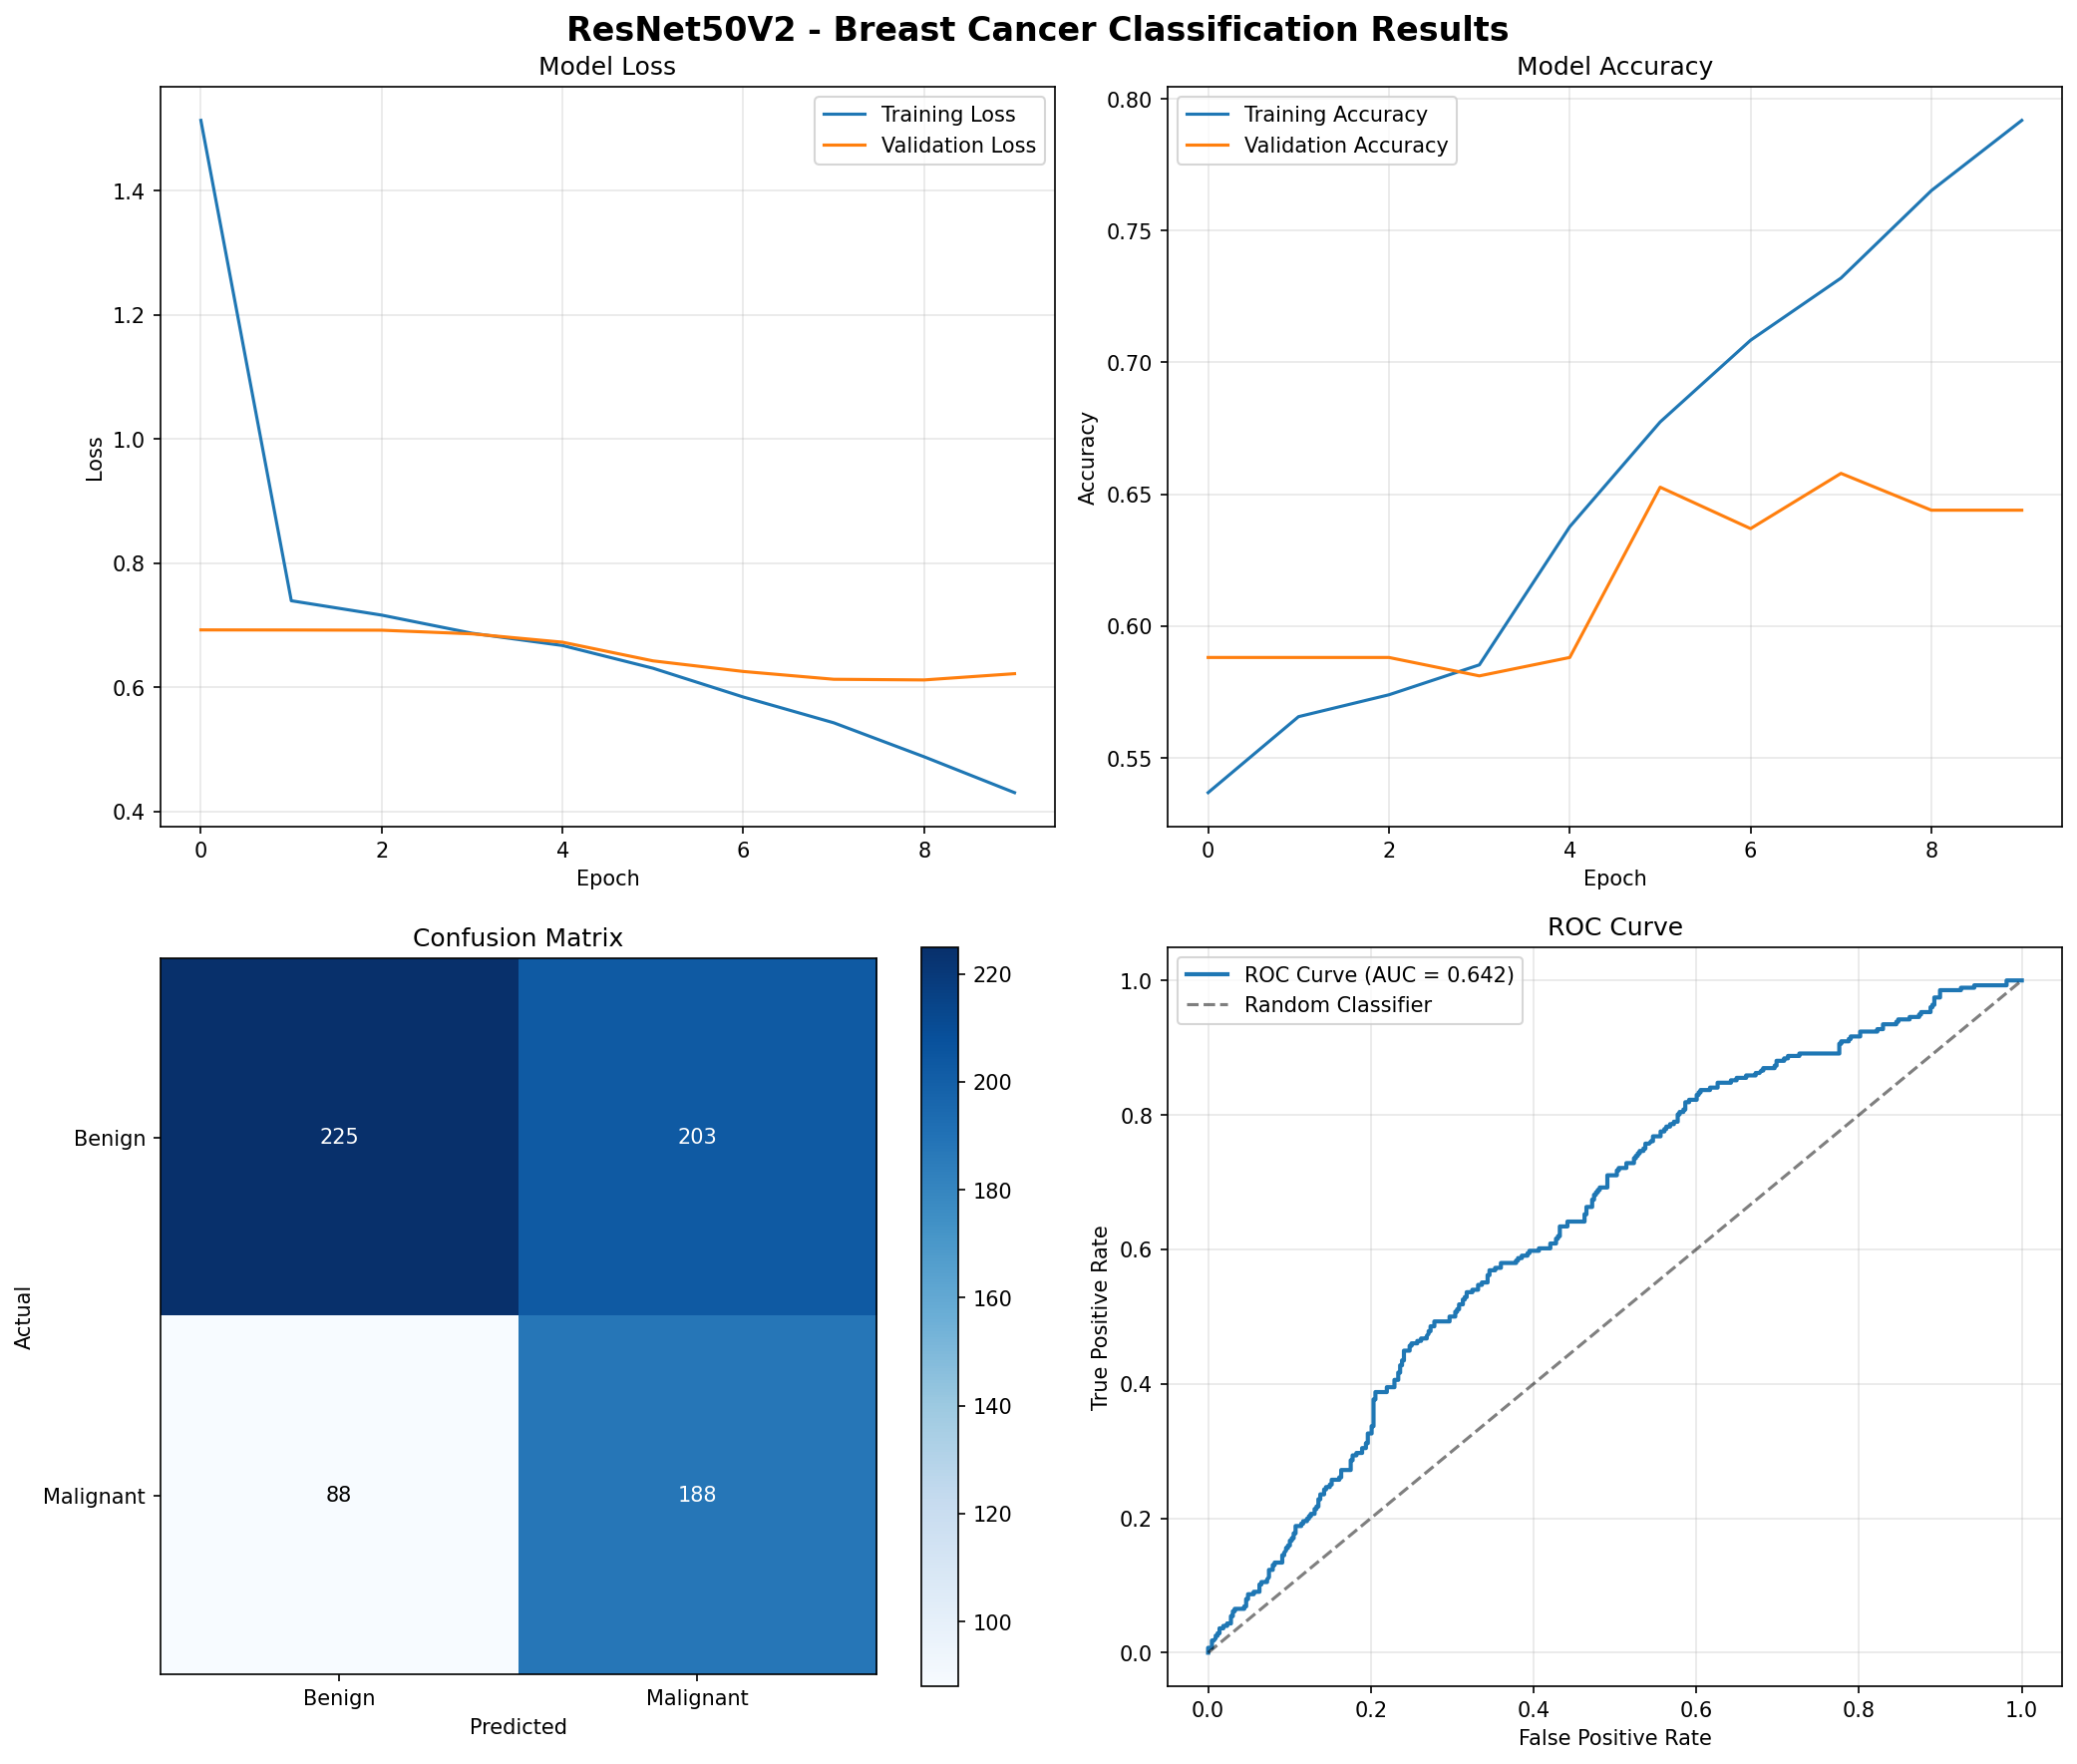 ResNet50V2 - Breast Cancer Classification Results
Model Loss
Training Loss
Validation Loss
1.4
1.2
1.0
0.8
0.6
0.4
Loss
0 2 4 6 8
Epoch
Model Accuracy
Training Accuracy
Validation Accuracy
0.80
0.75
0.70
0.65
0.60
0.55
Accuracy
0 2 4 6 8
Epoch
Confusion Matrix
Actual
Benign
225 203
Malignant
88 188
Benign Malignant
Predicted
220
200
180
160
140
120
100
ROC Curve
ROC Curve (AUC = 0.642)
Random Classifier
1.0
0.8
0.6
0.4
0.2
0.0
True Positive Rate
0.0 0.2 0.4 0.6 0.8 1.0
False Positive Rate